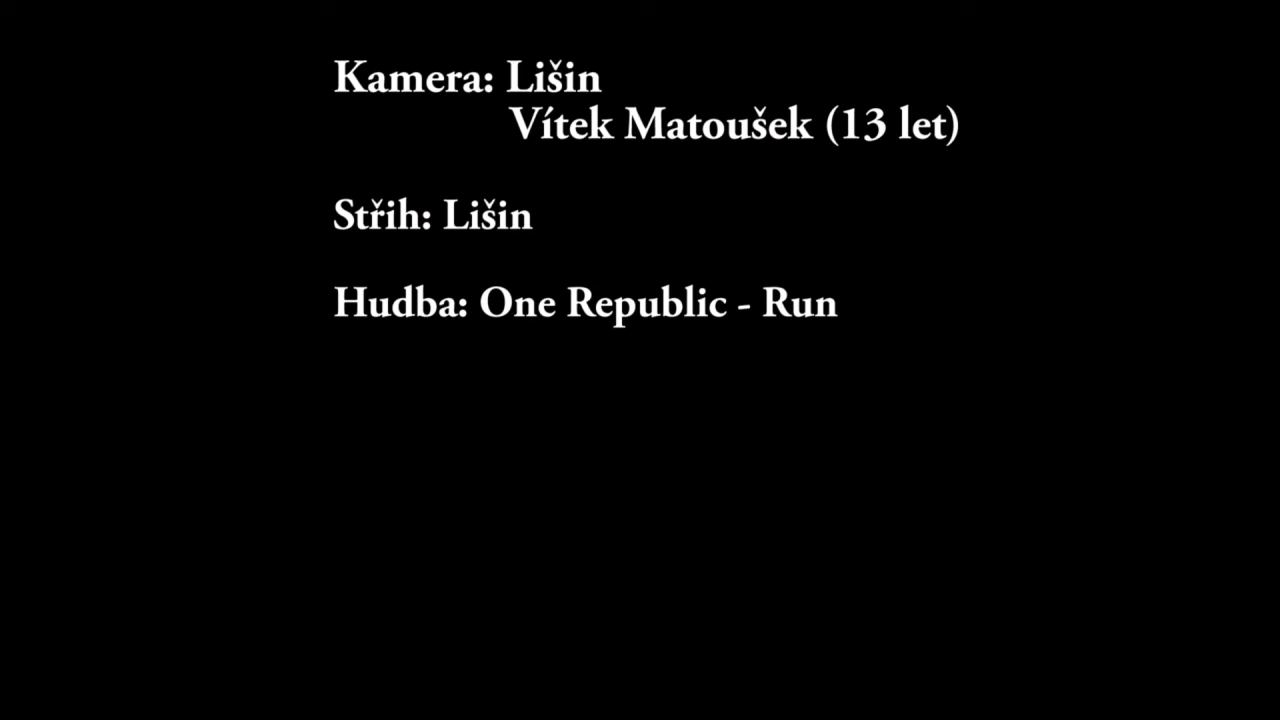 Kamera: Lišin
Vítek Matoušek (13 let)
Střih: Lišin
Hudba: One Republic - Run